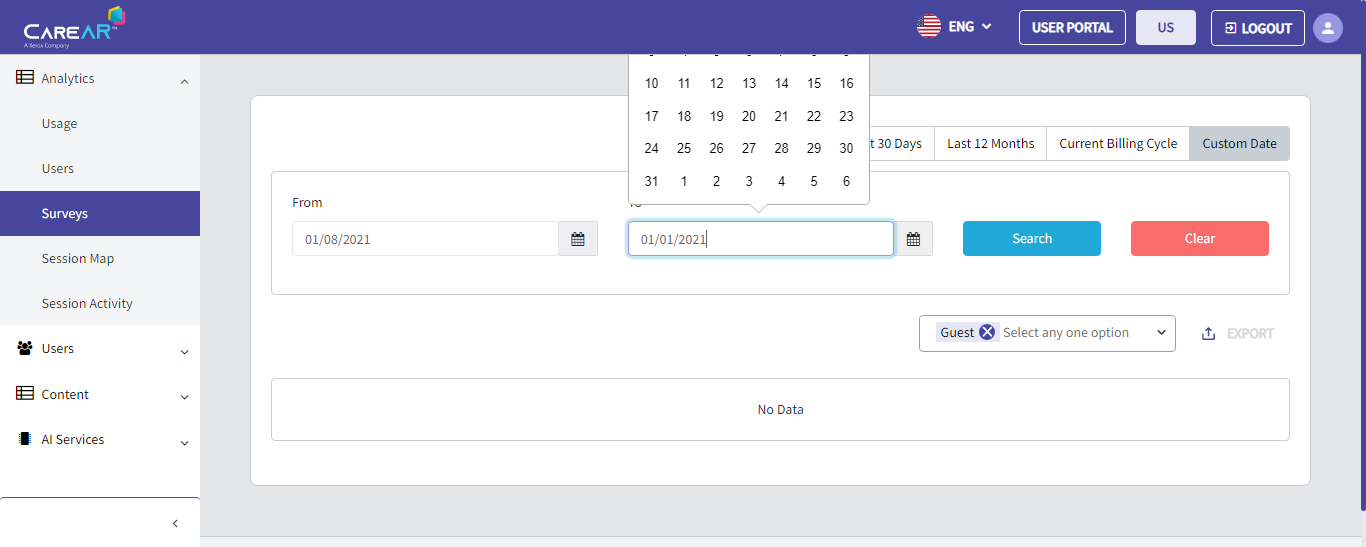 CAREAR™
A Xerox Company
ENG
USER PORTAL
US
LOGOUT
Analytics
Usage
Users
Surveys
Session Map
Session Activity
Users
Content
AI Services
10 11 12 13 14 15 16
17 18 19 20 21 22 23
24 25 26 27 28 29 30
31 1 2 3 4 5 6
30 Days
Last 12 Months
Current Billing Cycle
Custom Date
From
01/08/2021
01/01/2021
Search
Clear
Guest
Select any one option
EXPORT
No Data